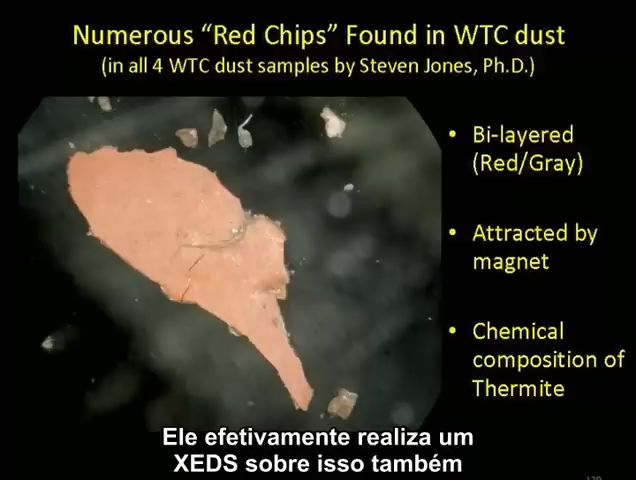 Numerous “Red Chips” Found in WTC dust
(in all 4 WTC dust samples by Steven Jones, Ph.D.)
• Bi-layered
(Red/Gray)
• Attracted by
magnet
• Chemical
composition of
Thermite
Ele efetivamente realiza um
XEDS sobre isso também